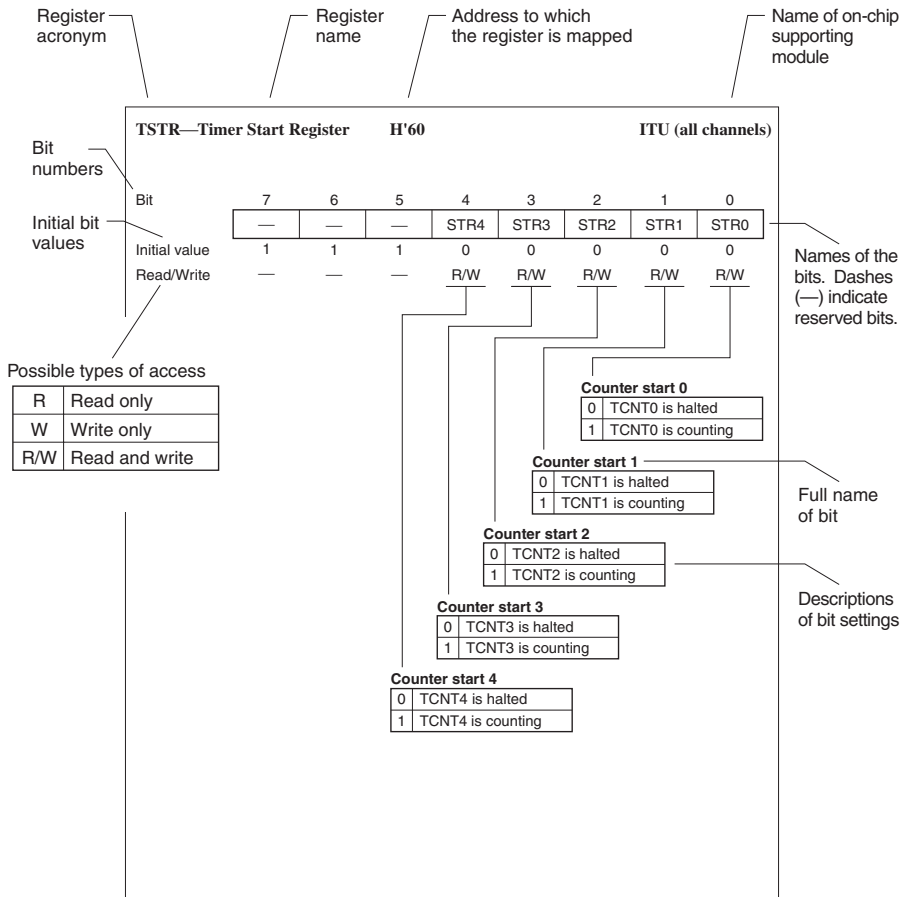 Register
acronym
Register
name
Address to which
the register is mapped
Name of on-chip
supporting
module
TSTR—Timer Start Register H'60 ITU (all channels)
Bit
numbers
Bit 7 6 5 4 3 2 1 0
— — — STR4 STR3 STR2 STR1 STR0
Initial bit
values
Initial value 1 1 1 0 0 0 0 0
Read/Write — — — R/W R/W R/W R/W R/W
Names of the
bits. Dashes
(—) indicate
reserved bits.
Possible types of access
R Read only
W Write only
R/W Read and write
Counter start 0
0 TCNT0 is halted
1 TCNT0 is counting
Counter start 1
0 TCNT1 is halted
1 TCNT1 is counting
Full name
of bit
Counter start 2
0 TCNT2 is halted
1 TCNT2 is counting
Descriptions
of bit settings
Counter start 3
0 TCNT3 is halted
1 TCNT3 is counting
Counter start 4
0 TCNT4 is halted
1 TCNT4 is counting